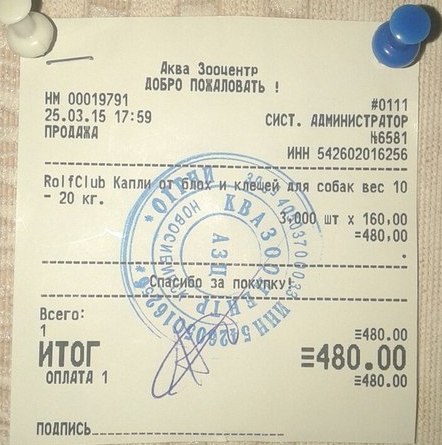 Аква Зооцентр
ДОБРО ПОЖАЛОВАТЬ !
НМ 00019791 #0111
25.03.15 17:59 СИСТ. АДМИНИСТРАТОР
ПРОДАЖА №6581
ИНН 542602016256
RolfClub Капли от блох и клещей для собак вес 10
- 20 кг.
3,000 шт x 160,00
=480,00
Спасибо за покупку!
Всего: ≡480.00
1
ИТОГ ≡480.00
ОПЛАТА 1 ≡480.00
ПОДПИСЬ